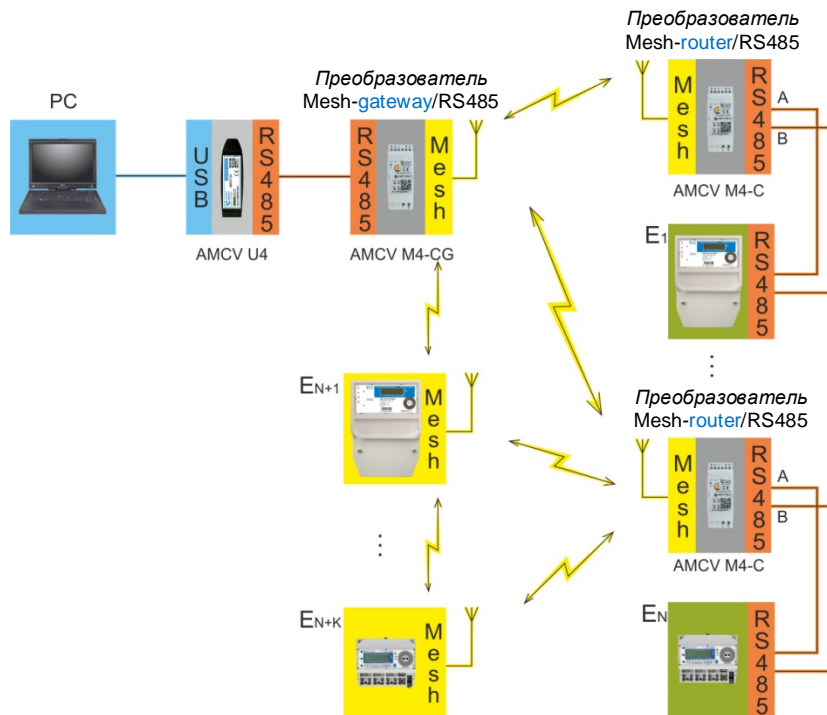 Преобразователь
Mesh-router/RS485
Преобразователь
Mesh-gateway/RS485
PC
USB
RS485
AMCV U4
RS485
Mesh
AMCV M4-CG
Mesh
RS485
A
B
AMCV M4-C
E1
RS485
⋮
EN+1
Mesh
Преобразователь
Mesh-router/RS485
Mesh
RS485
A
B
AMCV M4-C
⋮
EN+K
Mesh
EN
RS485